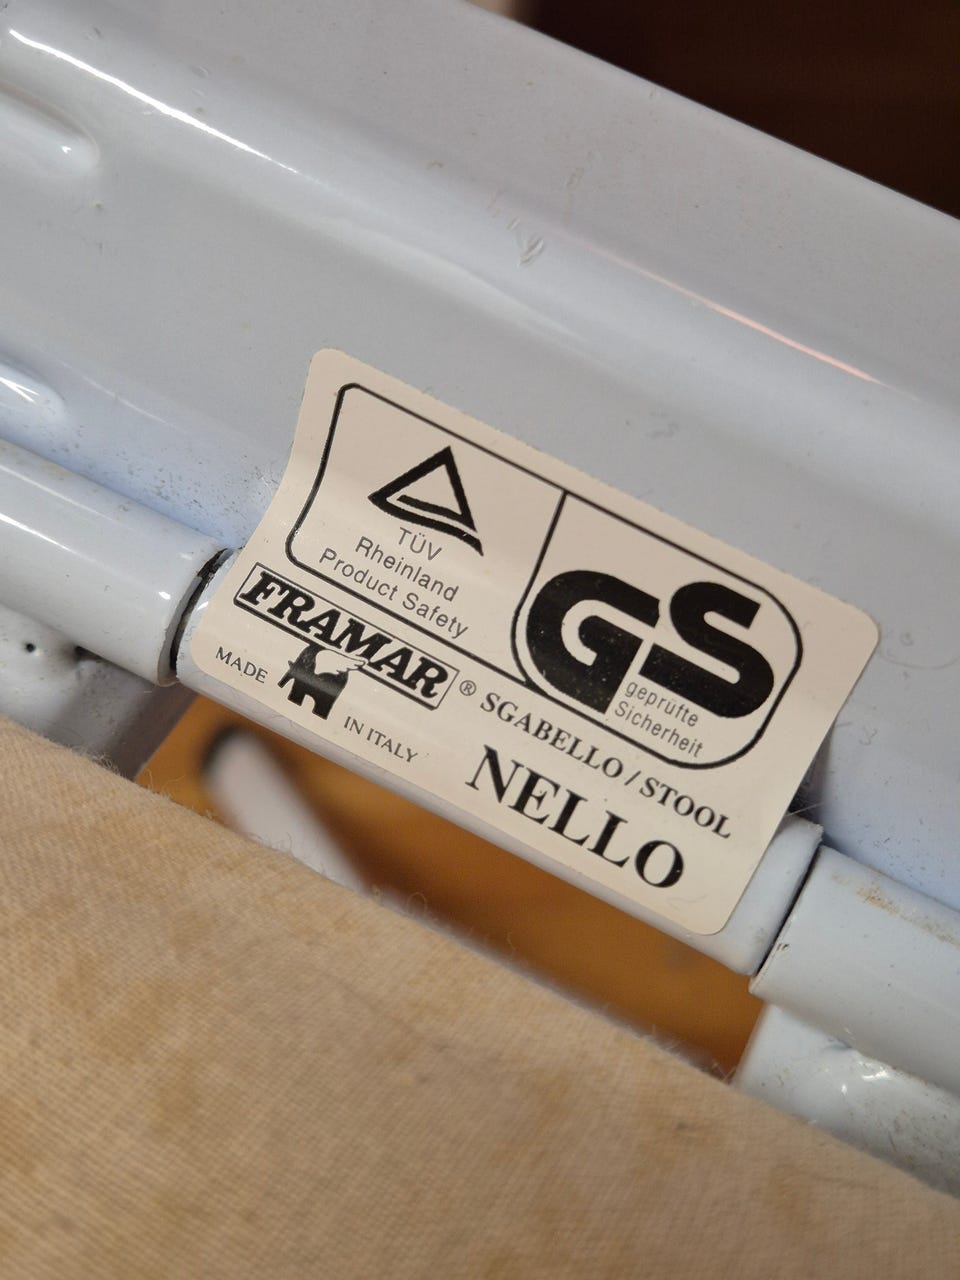 TÜV
Rheinland
Product Safety
GS
geprüfte
Sicherheit
FRAMAR ® SGABELLO / STOOL
MADE IN ITALY
NELLO